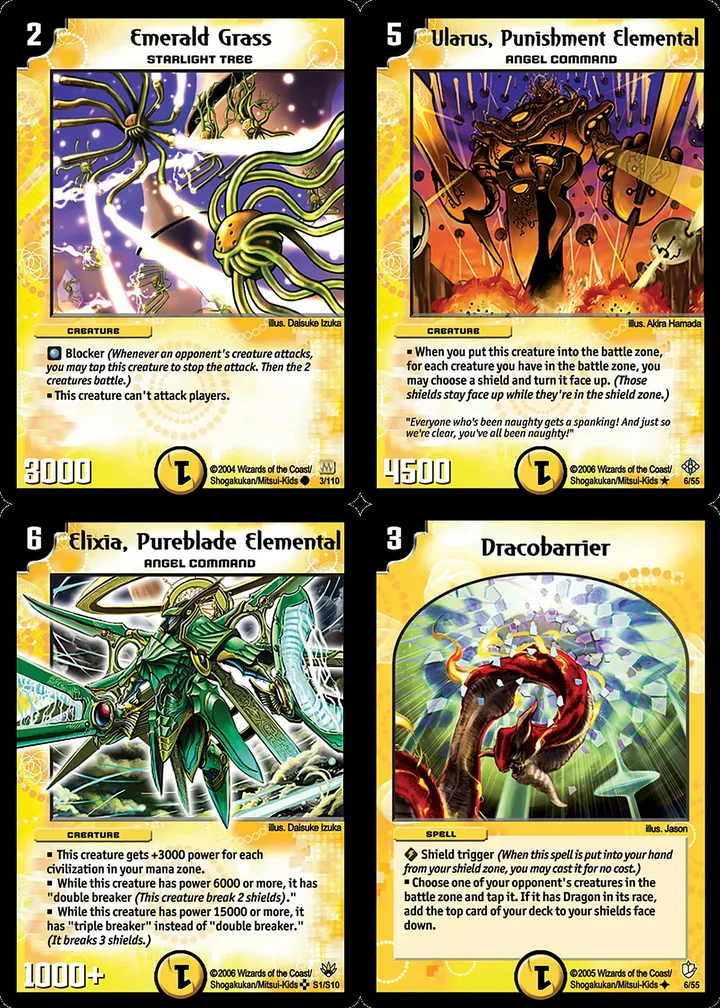 2
Emerald Grass
STARLIGHT TREE
illus. Daisuke Izuka
CREATURE
Blocker (Whenever an opponent's creature attacks,
you may tap this creature to stop the attack. Then the 2
creatures battle.)
▪ This creature can't attack players.
3000
©2004 Wizards of the Coast/
Shogakukan/Mitsui-Kids ● 3/110
5
Ularus, Punishment Elemental
ANGEL COMMAND
illus. Akira Hamada
CREATURE
▪ When you put this creature into the battle zone,
for each creature you have in the battle zone, you
may choose a shield and turn it face up. (Those
shields stay face up while they're in the shield zone.)
"Everyone who's been naughty gets a spanking! And just so
we're clear, you've all been naughty!"
4500
©2006 Wizards of the Coast/
Shogakukan/Mitsui-Kids ★ 6/55
6
Elixia, Pureblade Elemental
ANGEL COMMAND
illus. Daisuke Izuka
CREATURE
▪ This creature gets +3000 power for each
civilization in your mana zone.
▪ While this creature has power 6000 or more, it has
"double breaker (This creature break 2 shields)."
▪ While this creature has power 15000 or more, it
has "triple breaker" instead of "double breaker."
(It breaks 3 shields.)
1000+
©2006 Wizards of the Coast/
Shogakukan/Mitsui-Kids S1/S10
3
Dracobarrier
illus. Jason
SPELL
Shield trigger (When this spell is put into your hand
from your shield zone, you may cast it for no cost.)
▪ Choose one of your opponent's creatures in the
battle zone and tap it. If it has Dragon in its race,
add the top card of your deck to your shields face
down.
©2005 Wizards of the Coast/
Shogakukan/Mitsui-Kids ✦ 6/55